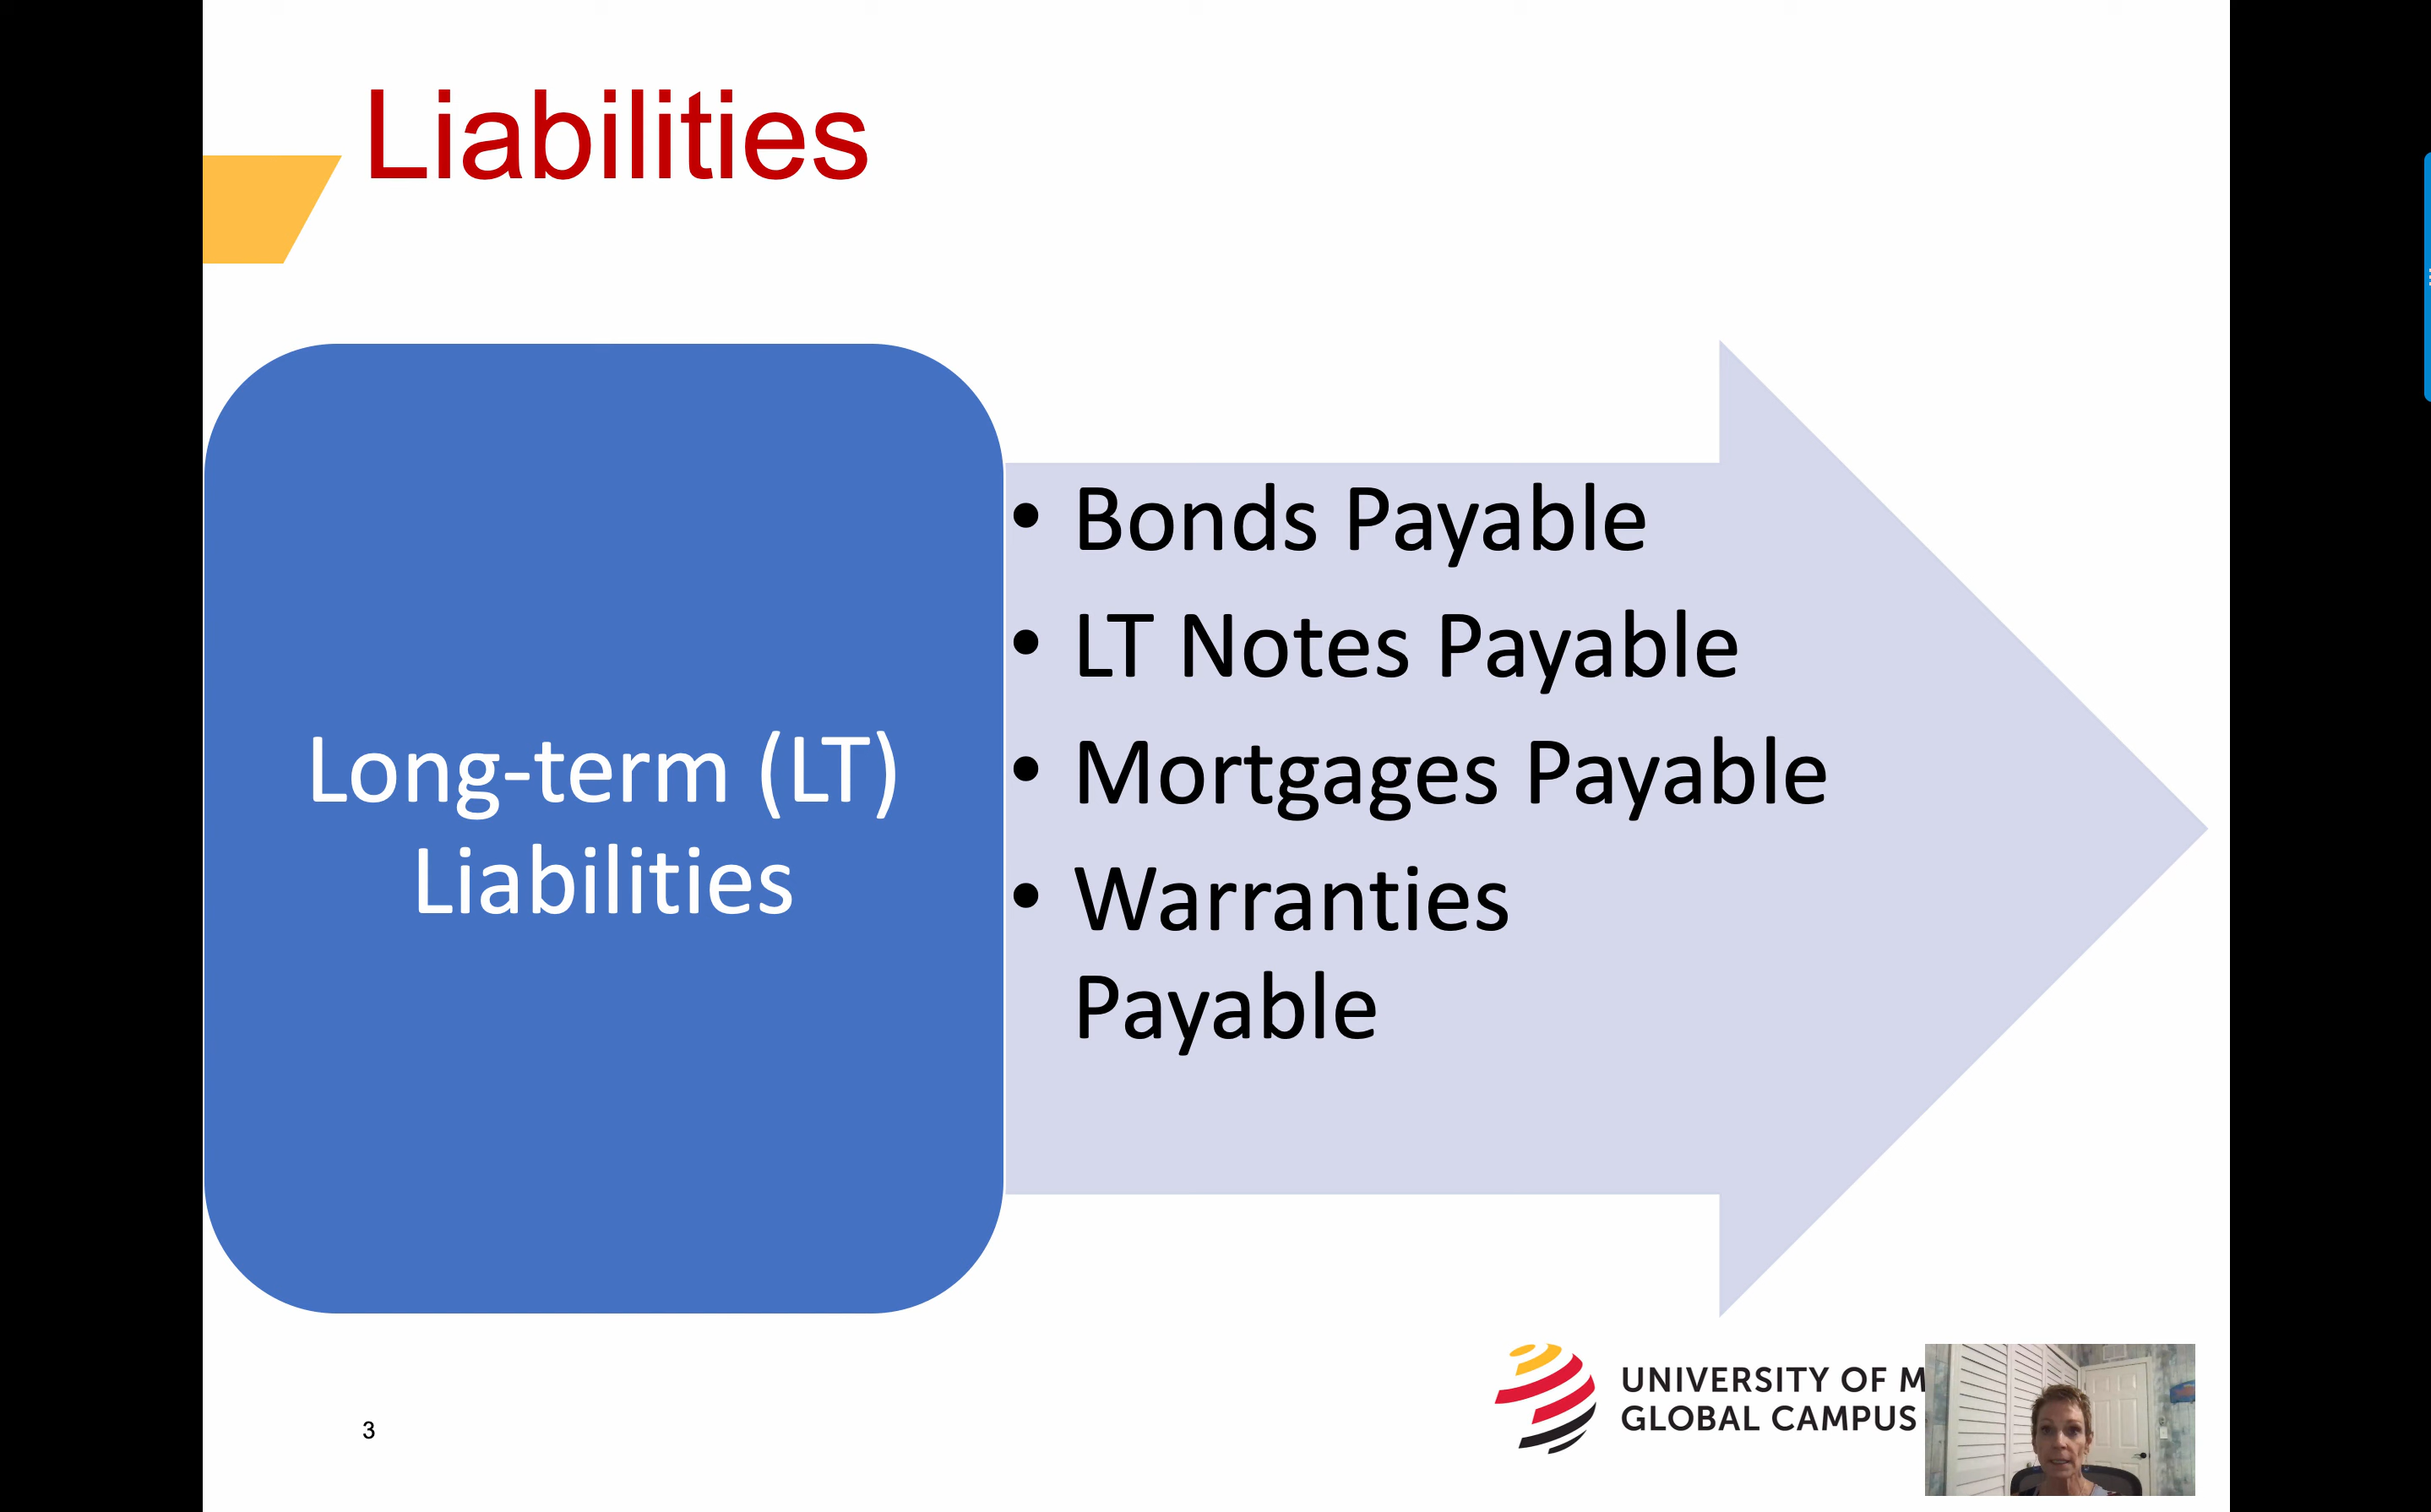 Liabilities
Long-term (LT)
Liabilities
• Bonds Payable
• LT Notes Payable
• Mortgages Payable
• Warranties
Payable
UNIVERSITY OF M
GLOBAL CAMPUS
3